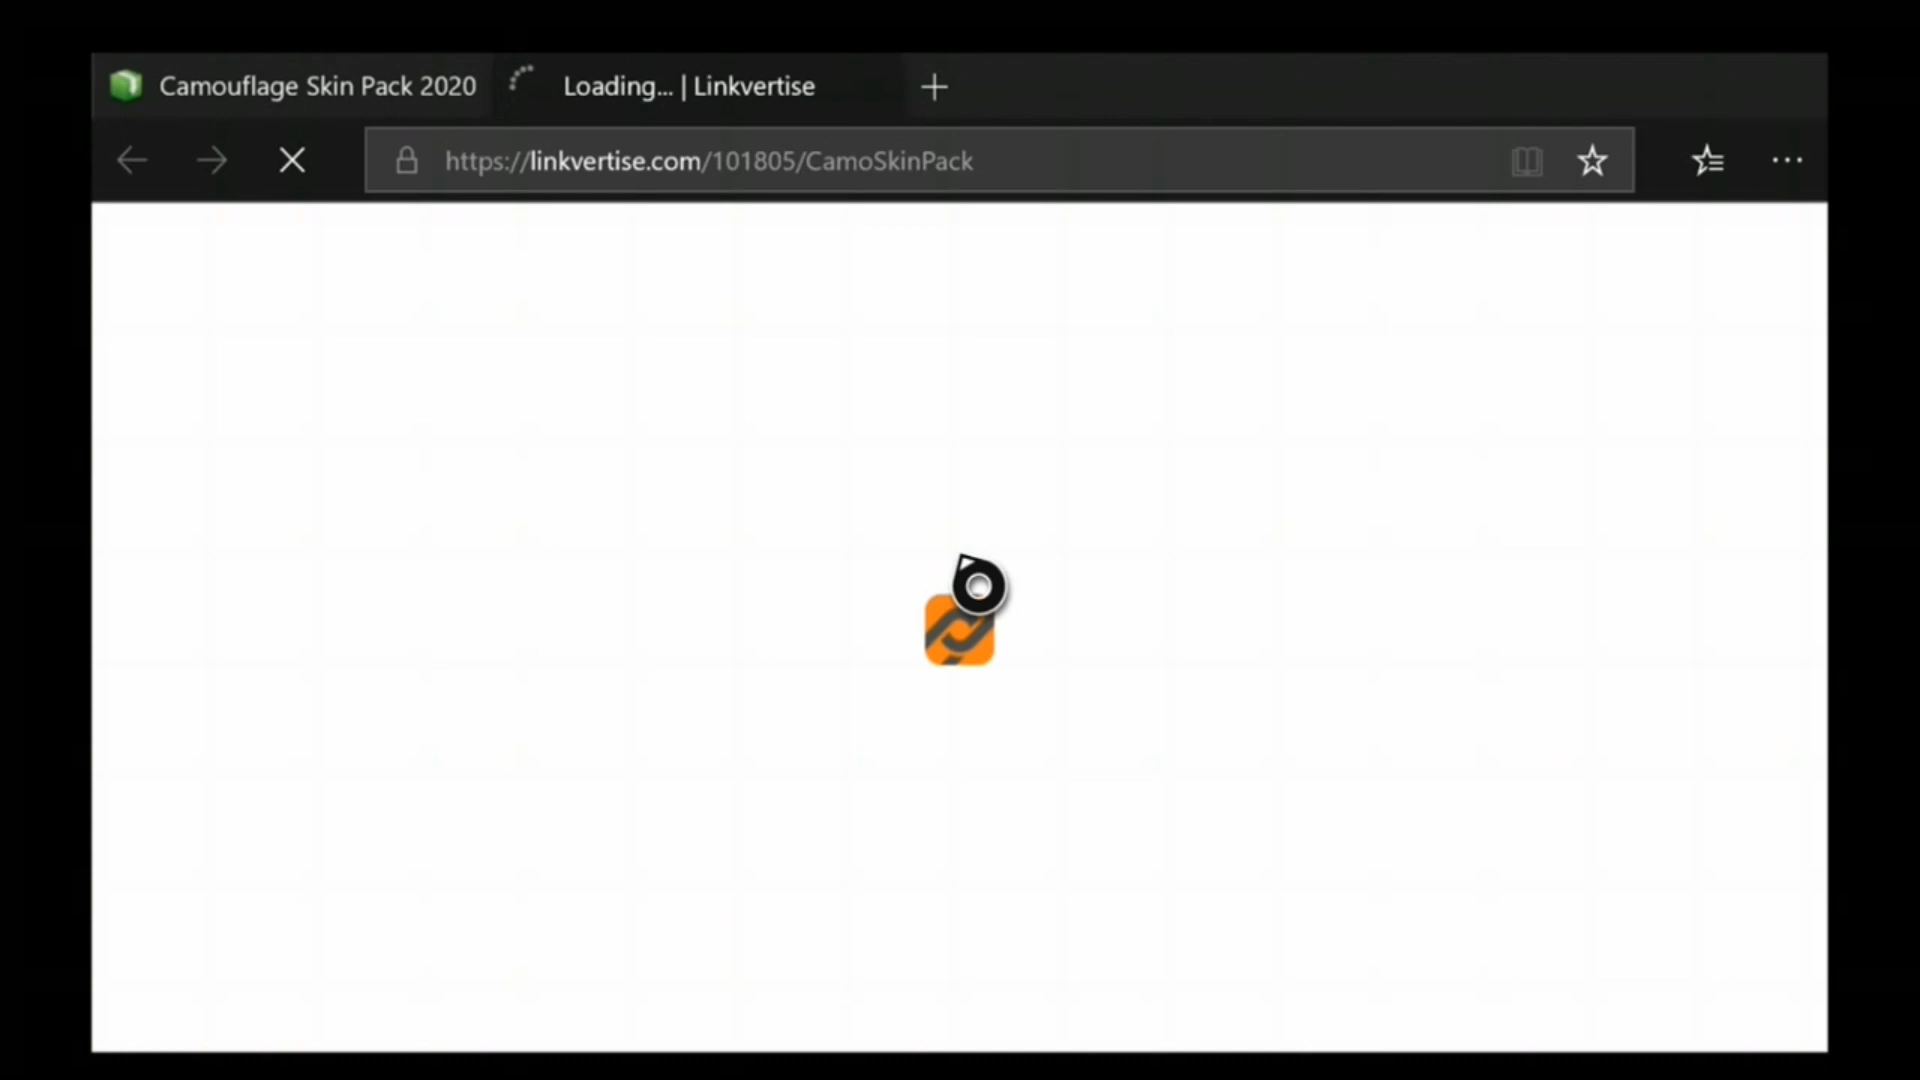 Camouflage Skin Pack 2020
Loading... | Linkvertise
https://linkvertise.com/101805/CamoSkinPack